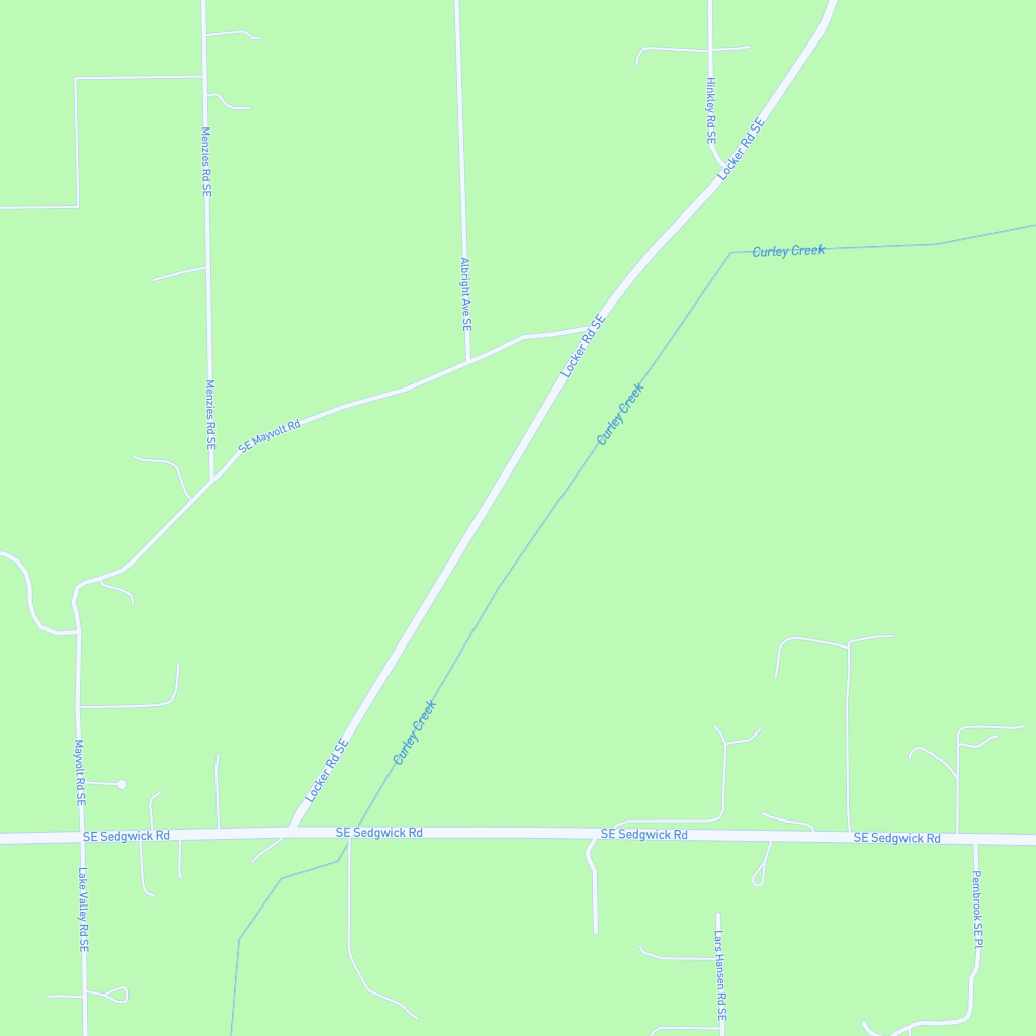 Hinkley Rd SE
Locker Rd SE
Menzies Rd SE
Curley Creek
Albright Ave SE
Locker Rd SE
Curley Creek
Menzies Rd SE
SE Mayvolt Rd
Curley Creek
Mayvolt Rd SE
Locker Rd SE
SE Sedgwick Rd
SE Sedgwick Rd
SE Sedgwick Rd
SE Sedgwick Rd
Lake Valley Rd SE
Pembrook SE Pl
Lars Hansen Rd SE